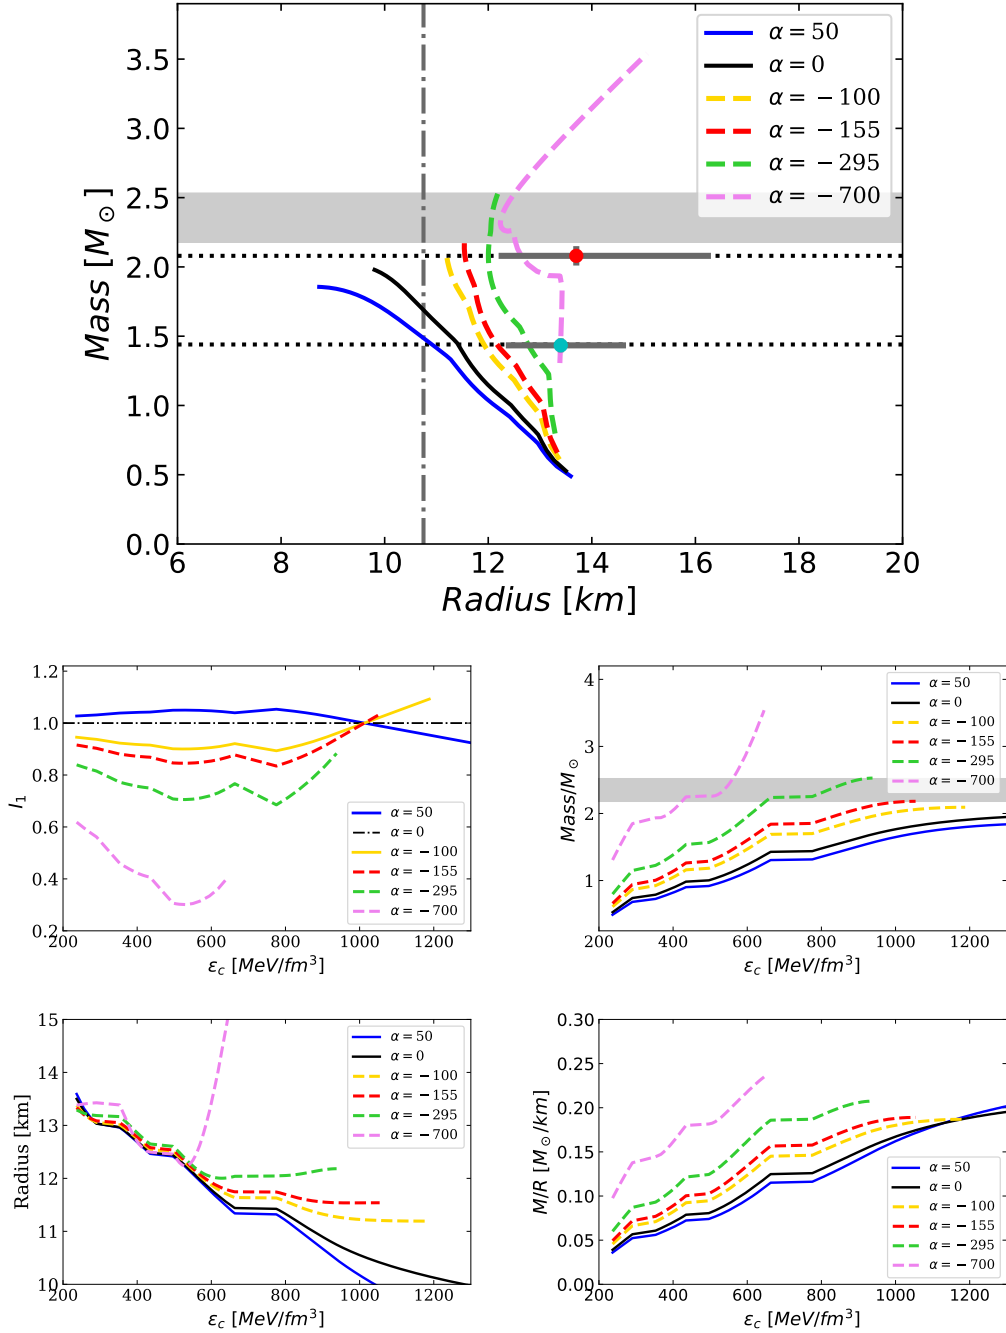 Mass [M⊙]
3.5
3.0
2.5
2.0
1.5
1.0
0.5
0.0
α = 50
α = 0
α = −100
α = −155
α = −295
α = −700
6 8 10 12 14 16 18 20
Radius [km]
I₁
1.2
1.0
0.8
0.6
0.4
0.2
α = 50
α = 0
α = −100
α = −155
α = −295
α = −700
200 400 600 800 1000 1200
εc [MeV/fm³]
Mass/M⊙
4
3
2
1
α = 50
α = 0
α = −100
α = −155
α = −295
α = −700
200 400 600 800 1000 1200
εc [MeV/fm³]
Radius [km]
15
14
13
12
11
10
α = 50
α = 0
α = −100
α = −155
α = −295
α = −700
200 400 600 800 1000 1200
εc [MeV/fm³]
M/R [M⊙/km]
0.30
0.25
0.20
0.15
0.10
0.05
0.00
α = 50
α = 0
α = −100
α = −155
α = −295
α = −700
200 400 600 800 1000 1200
εc [MeV/fm³]